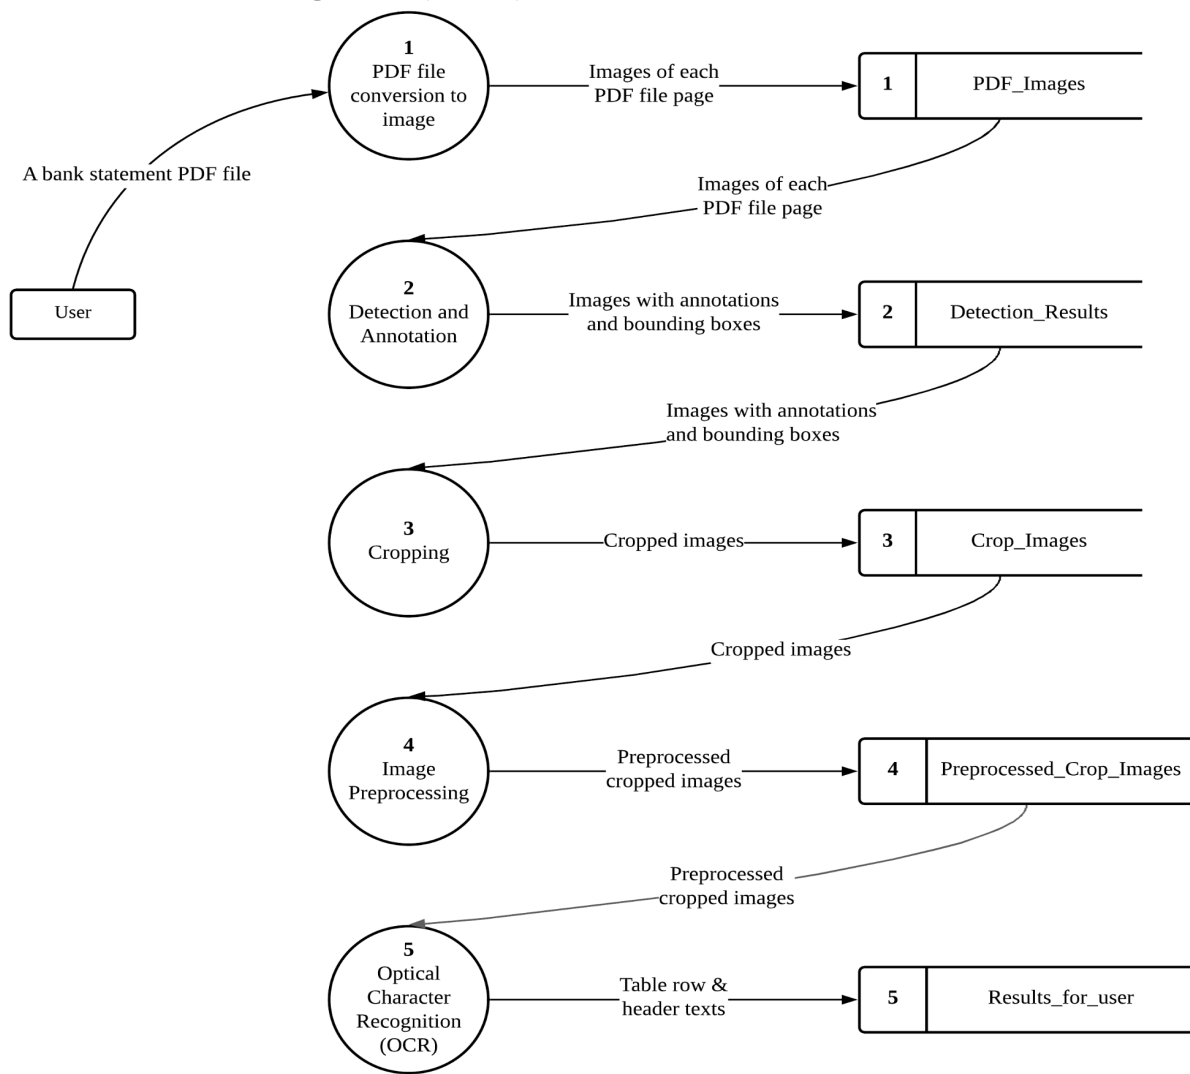 1
PDF file
conversion to
image
Images of each
PDF file page
1
PDF_Images
A bank statement PDF file
Images of each
PDF file page
User
2
Detection and
Annotation
Images with annotations
and bounding boxes
2
Detection_Results
Images with annotations
and bounding boxes
3
Cropping
Cropped images
3
Crop_Images
Cropped images
4
Image
Preprocessing
Preprocessed
cropped images
4
Preprocessed_Crop_Images
Preprocessed
cropped images
5
Optical
Character
Recognition
(OCR)
Table row &
header texts
5
Results_for_user